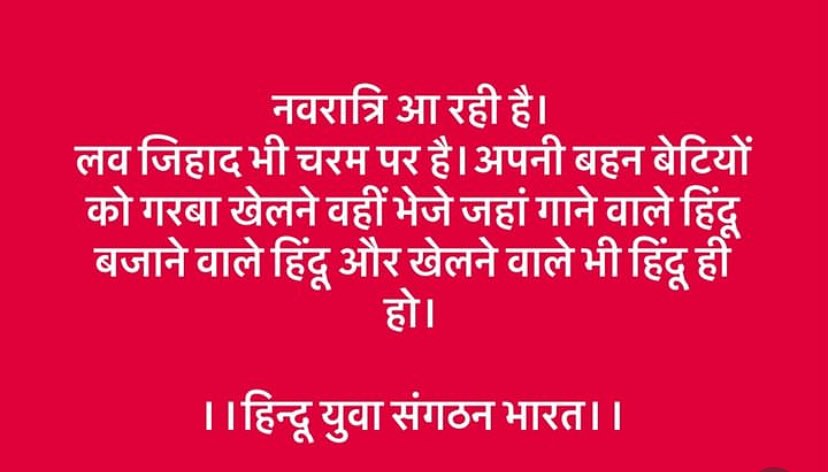 नवरात्रि आ रही है।
लव जिहाद भी चरम पर है। अपनी बहन बेटियों
को गरबा खेलने वहीं भेजे जहां गाने वाले हिंदू
बजाने वाले हिंदू और खेलने वाले भी हिंदू ही
हो।
।।हिन्दू युवा संगठन भारत।।